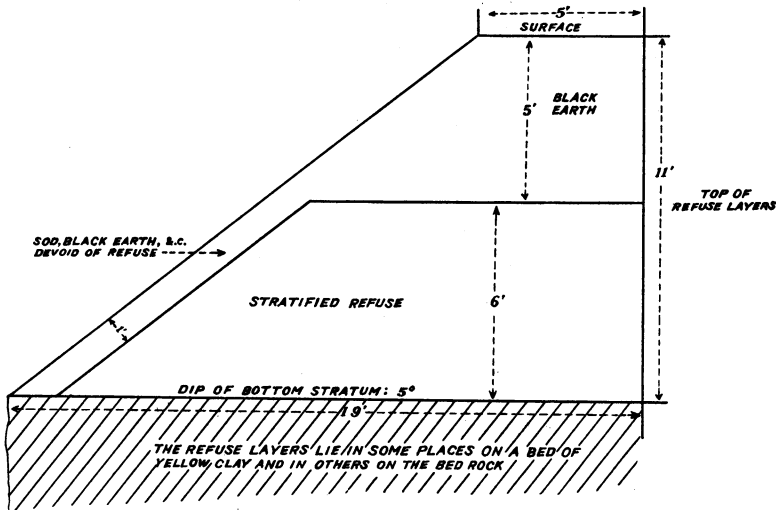 5'
SURFACE
BLACK
EARTH
5'
11'
TOP OF
REFUSE LAYERS
SOD, BLACK EARTH, &.C.
DEVOID OF REFUSE
STRATIFIED REFUSE
6'
1'
DIP OF BOTTOM STRATUM: 5°
19'
THE REFUSE LAYERS LIE IN SOME PLACES ON A BED OF
YELLOW CLAY AND IN OTHERS ON THE BED ROCK